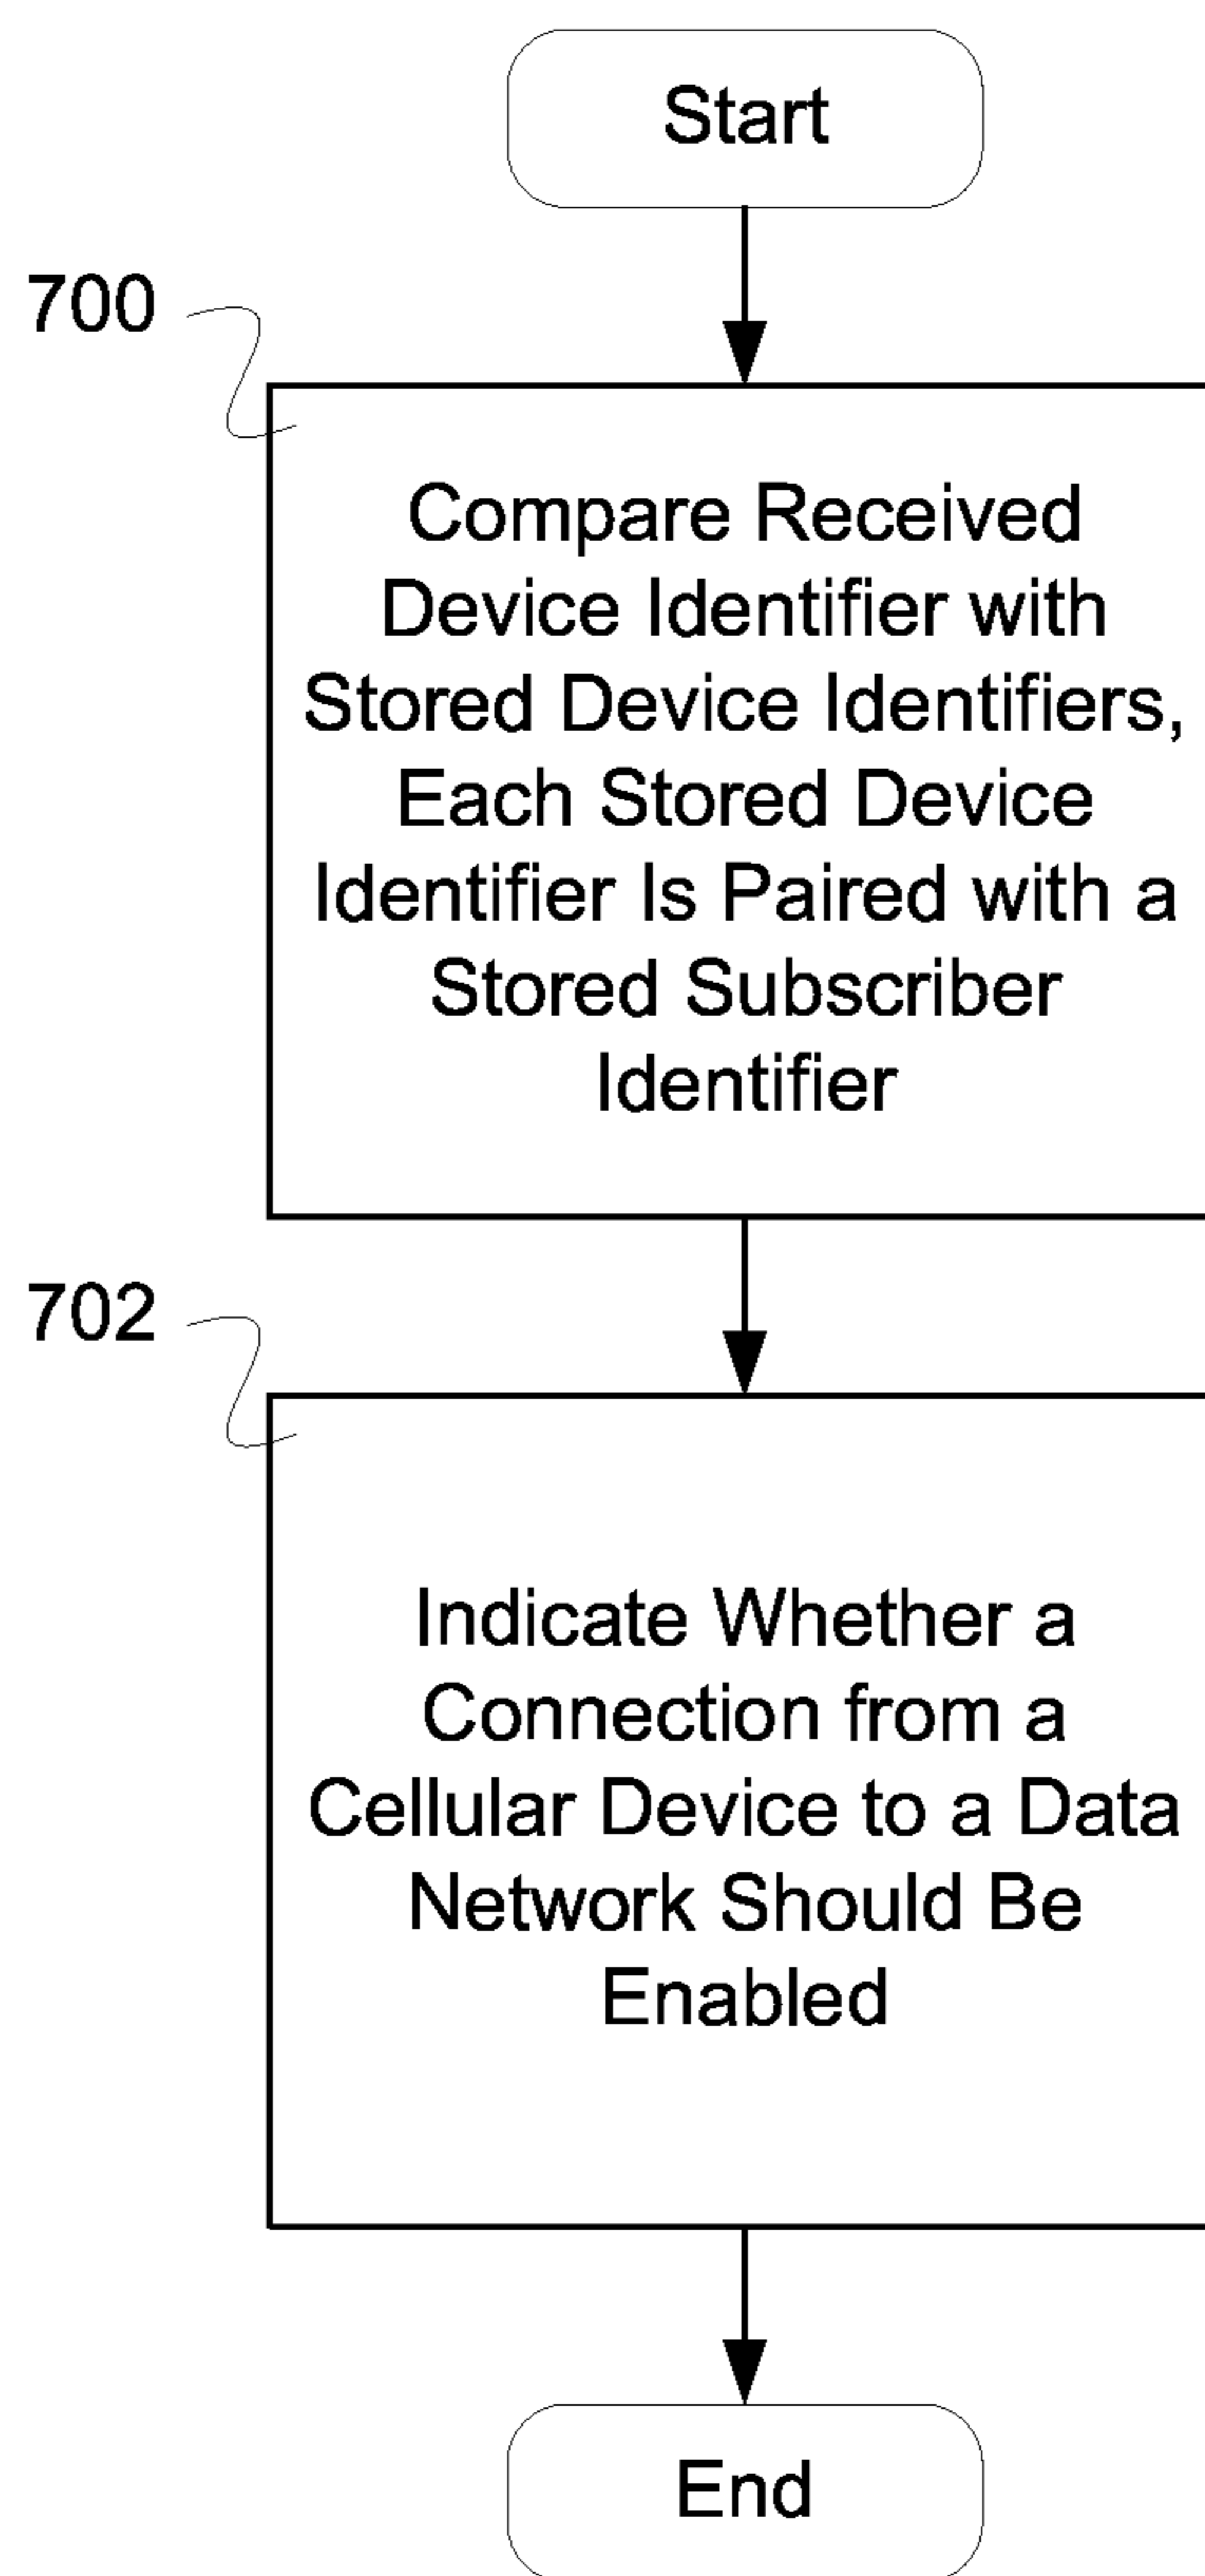 Start
700
Compare Received
Device Identifier with
Stored Device Identifiers,
Each Stored Device
Identifier Is Paired with a
Stored Subscriber
Identifier
702
Indicate Whether a
Connection from a
Cellular Device to a Data
Network Should Be
Enabled
End